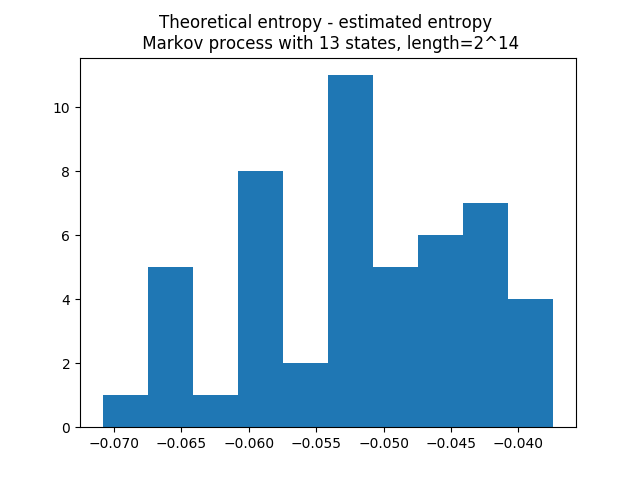 Theoretical entropy - estimated entropy
Markov process with 13 states, length=2^14
10
8
6
4
2
0
−0.070 −0.065 −0.060 −0.055 −0.050 −0.045 −0.040